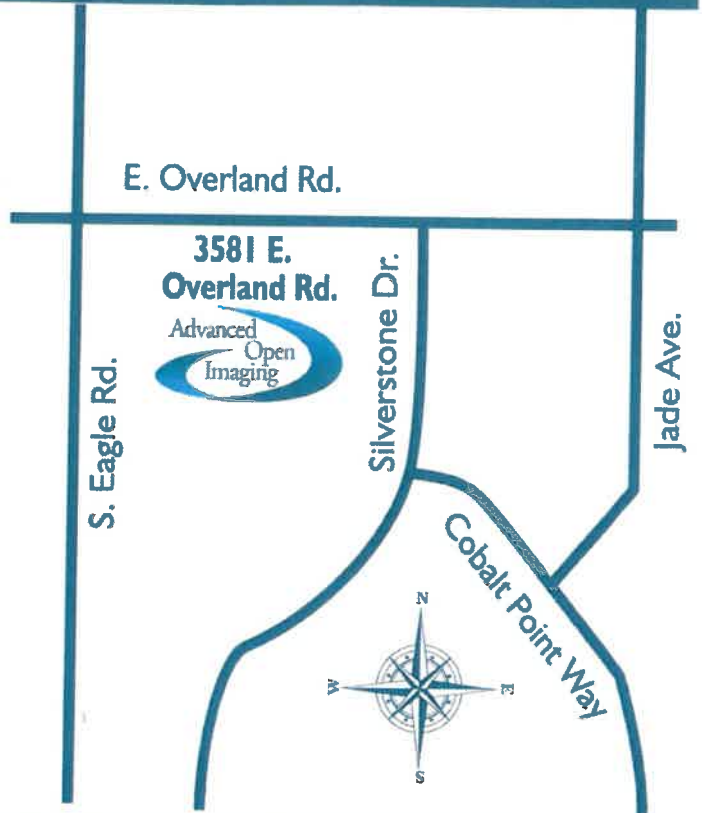 E. Overland Rd.
3581 E.
Overland Rd.
Advanced
Open
Imaging
S. Eagle Rd.
Silverstone Dr.
Jade Ave.
Cobalt Point Way
N
W
E
S